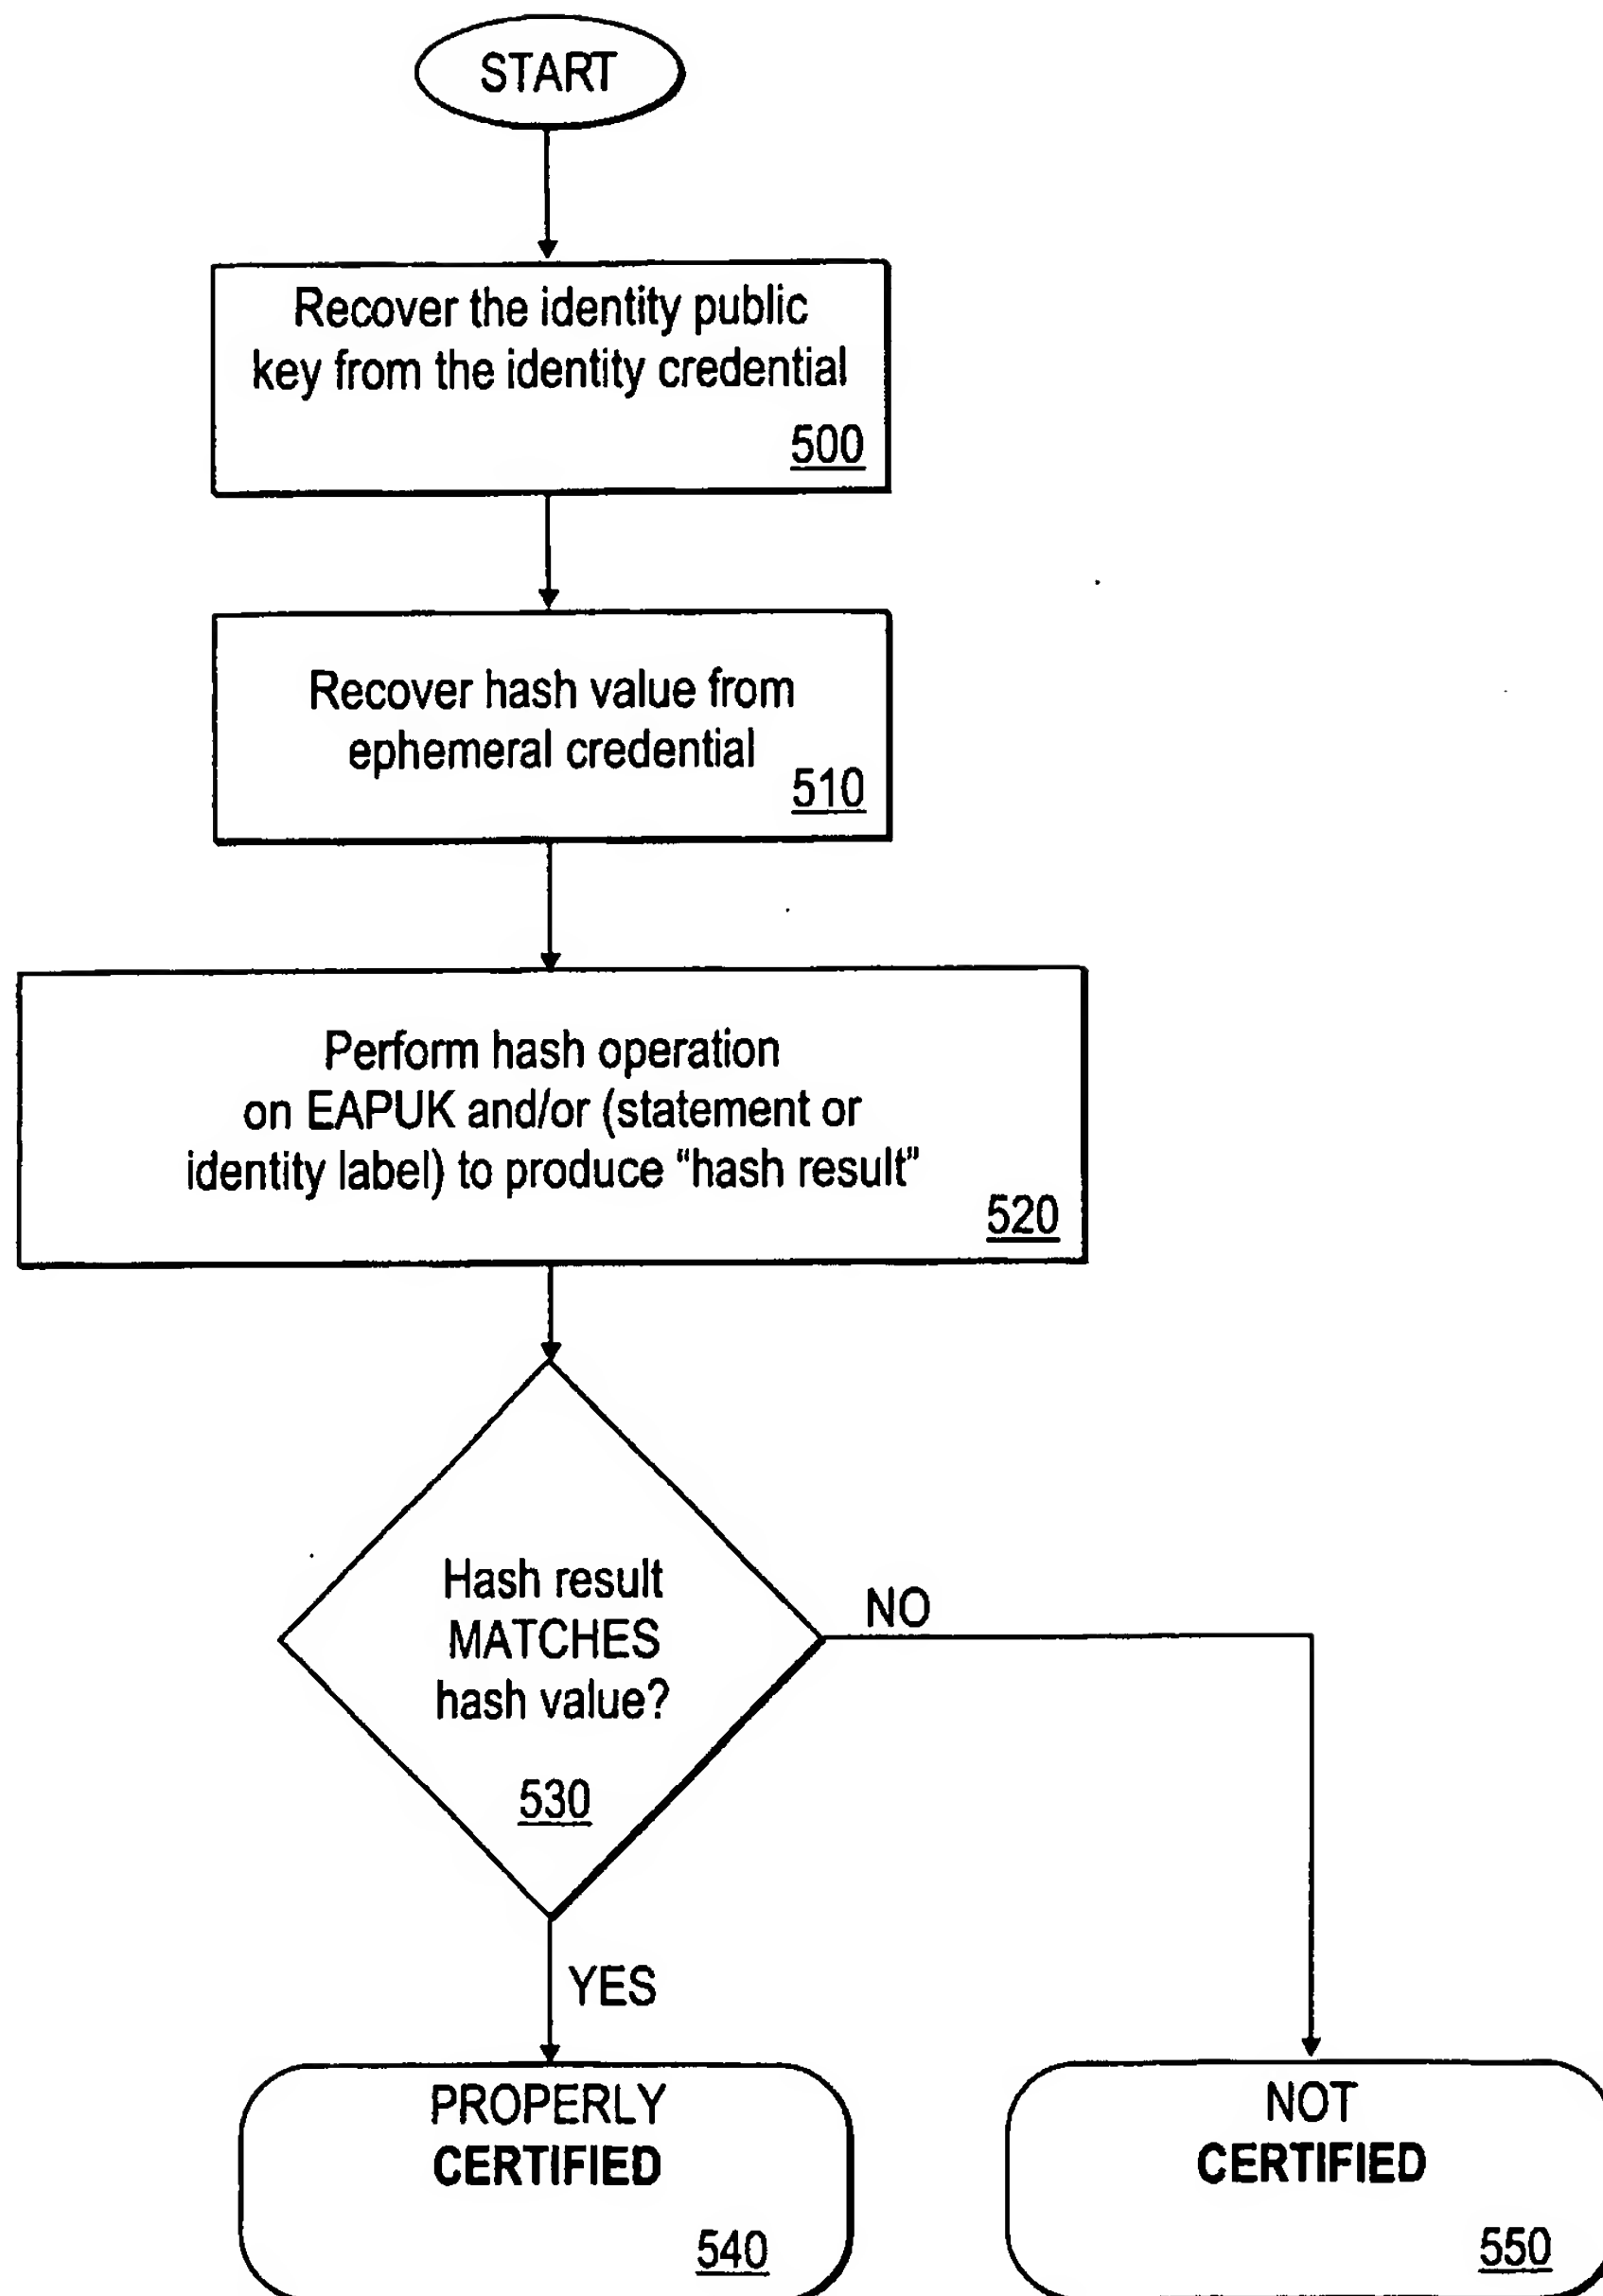 START
Recover the identity public
key from the identity credential
500
Recover hash value from
ephemeral credential
510
Perform hash operation
on EAPUK and/or (statement or
identity label) to produce “hash result”
520
Hash result
MATCHES
hash value?
530
NO
YES
PROPERLY
CERTIFIED
540
NOT
CERTIFIED
550